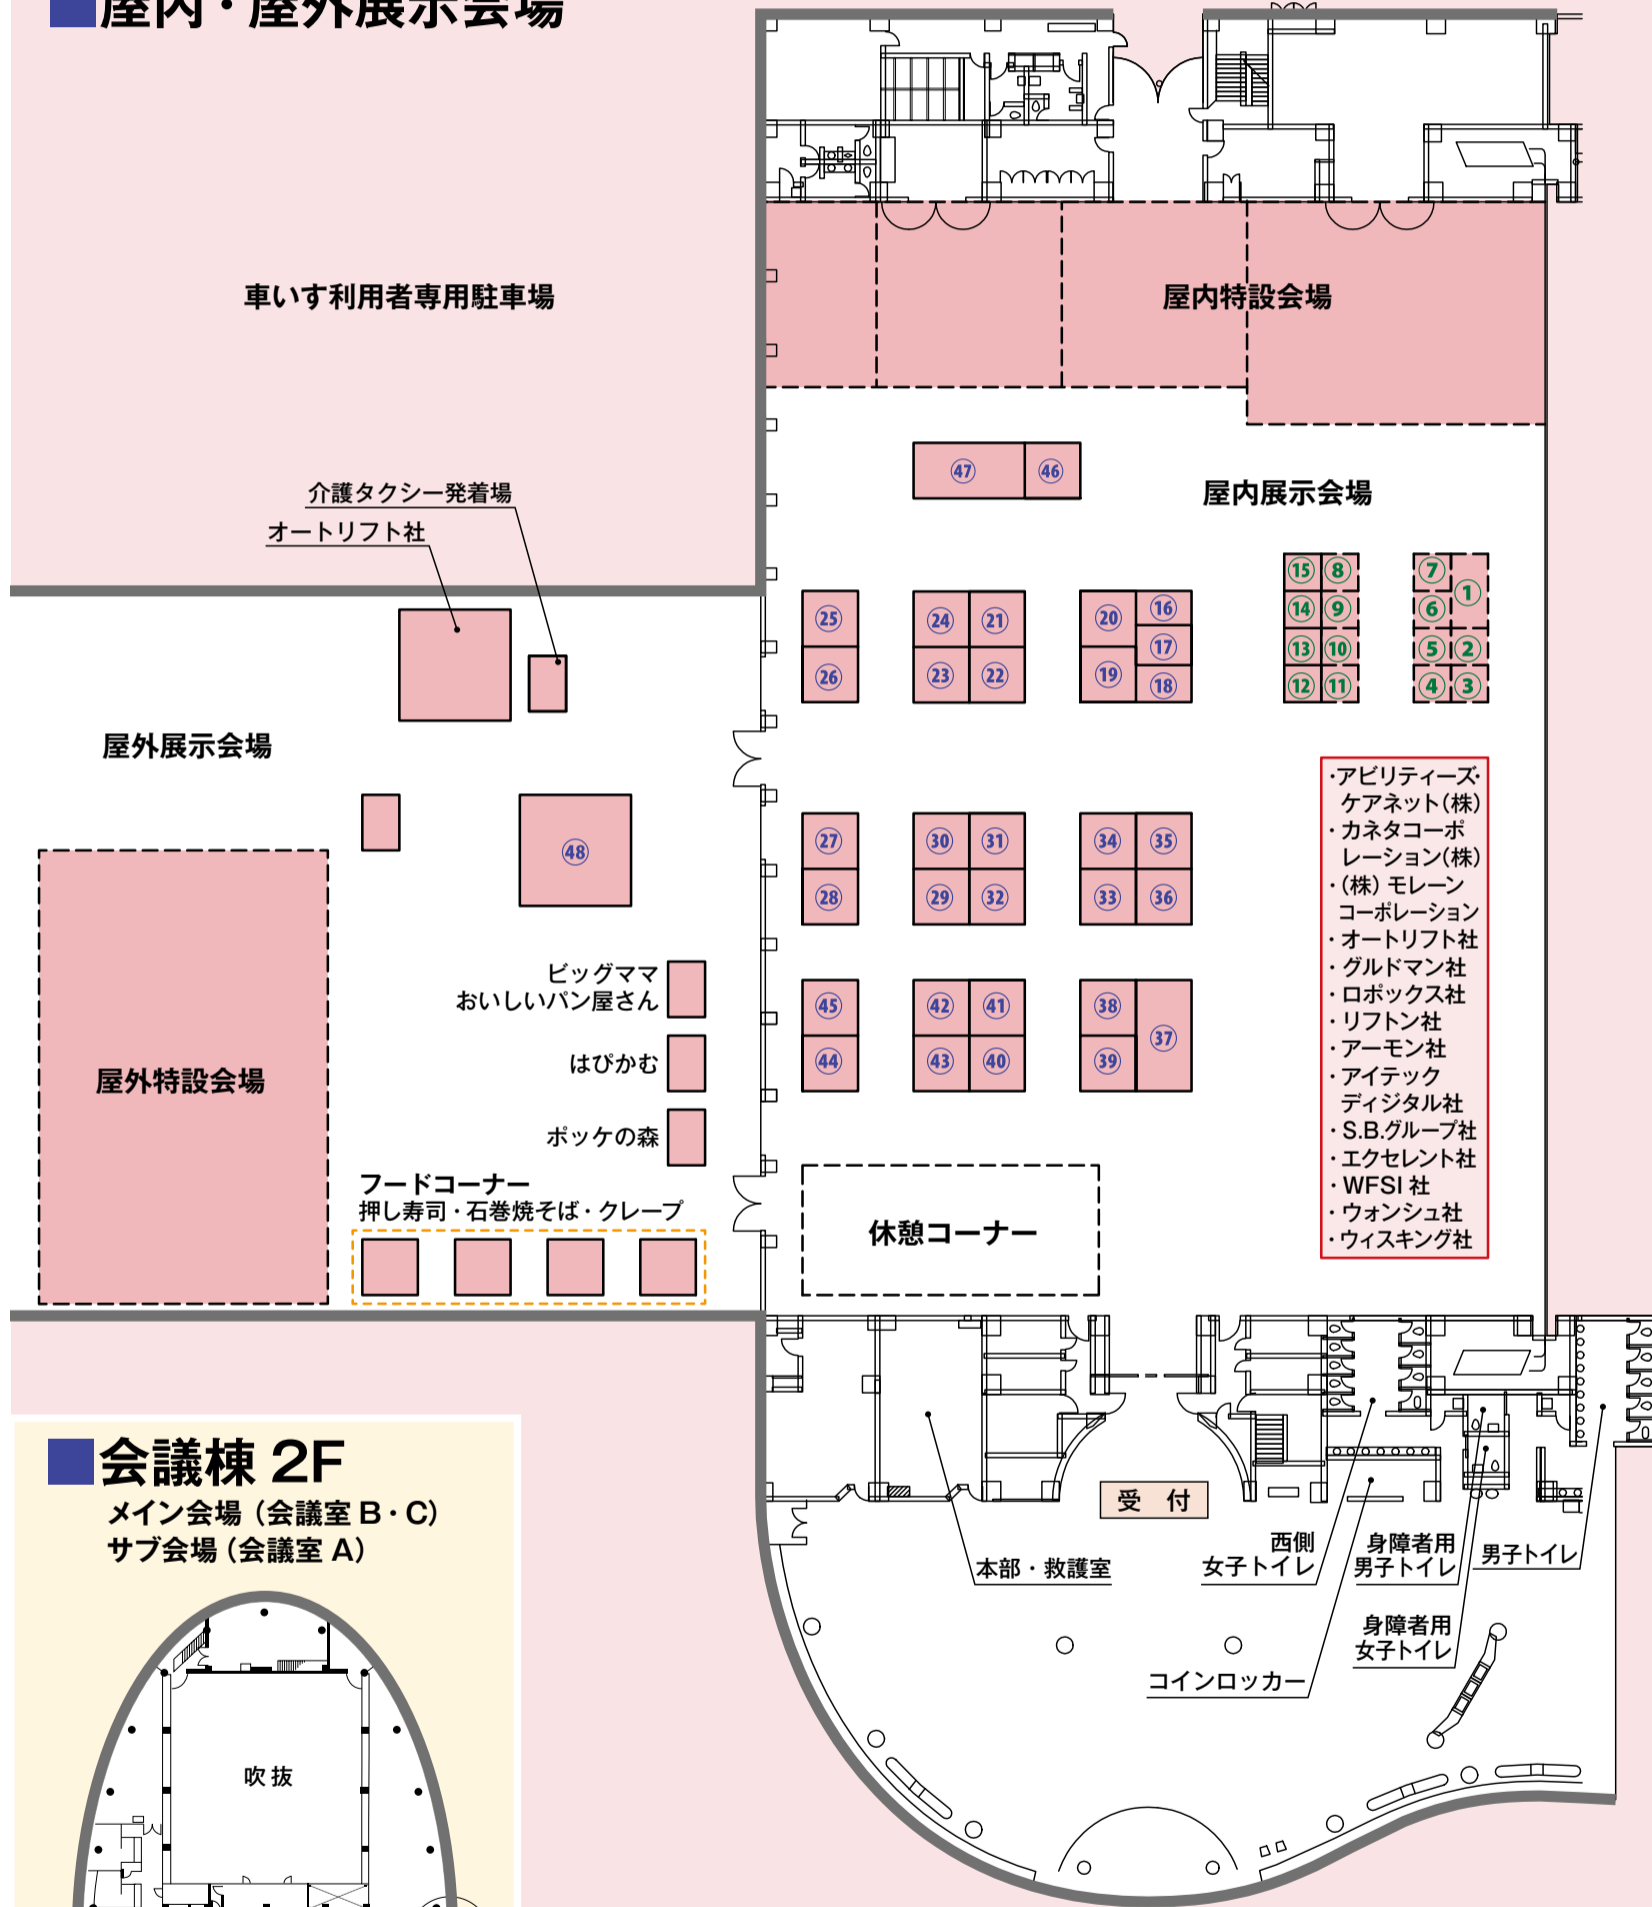 ■屋内・屋外展示会場
車いす利用者専用駐車場
屋内特設会場
㊼ ㊻
屋内展示会場
介護タクシー発着場
オートリフト社
⑮ ⑧ ⑦ ①
⑭ ⑨ ⑥
⑬ ⑩ ⑤ ②
⑫ ⑪ ④ ③
㉕ ㉔ ㉑ ⑳ ⑯
⑰
㉖ ㉓ ㉒ ⑲ ⑱
屋外展示会場
㊽
㉗ ㉚ ㉛ ㉞ ㉟
㉘ ㉙ ㉜ ㉝ ㊱
㊺ ㊷ ㊶ ㊳ ㊲
㊹ ㊸ ㊵ ㊴
・アビリティーズ・
ケアネット(株)
・カネタコーポ
レーション(株)
・(株)モレーン
コーポレーション
・オートリフト社
・グルドマン社
・ロポックス社
・リフトン社
・アーモン社
・アイテック
ディジタル社
・S.B.グループ社
・エクセレント社
・WFSI 社
・ウォンシュ社
・ウィスキング社
ビッグママ
おいしいパン屋さん
はぴかむ
ポッケの森
屋外特設会場
フードコーナー
押し寿司・石巻焼そば・クレープ
休憩コーナー
受 付
本部・救護室
西側
女子トイレ
身障者用
男子トイレ
男子トイレ
身障者用
女子トイレ
コインロッカー
■会議棟 2F
メイン会場(会議室 B・C)
サブ会場(会議室 A)
吹 抜